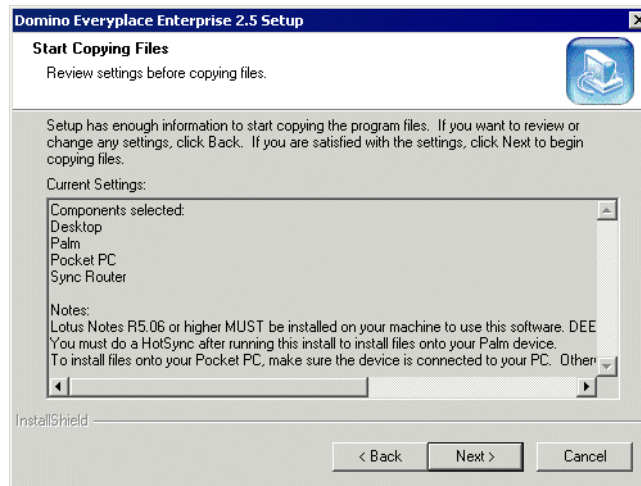 Domino Everyplace Enterprise 2.5 Setup
Start Copying Files
Review settings before copying files.
Setup has enough information to start copying the program files. If you want to review or
change any settings, click Back. If you are satisfied with the settings, click Next to begin
copying files.
Current Settings:
Components selected:
Desktop
Palm
Pocket PC
Sync Router
Notes:
Lotus Notes R5.06 or higher MUST be installed on your machine to use this software. DEE
You must do a HotSync after running this install to install files onto your Palm device.
To install files onto your Pocket PC, make sure the device is connected to your PC. Other
InstallShield
< Back
Next >
Cancel